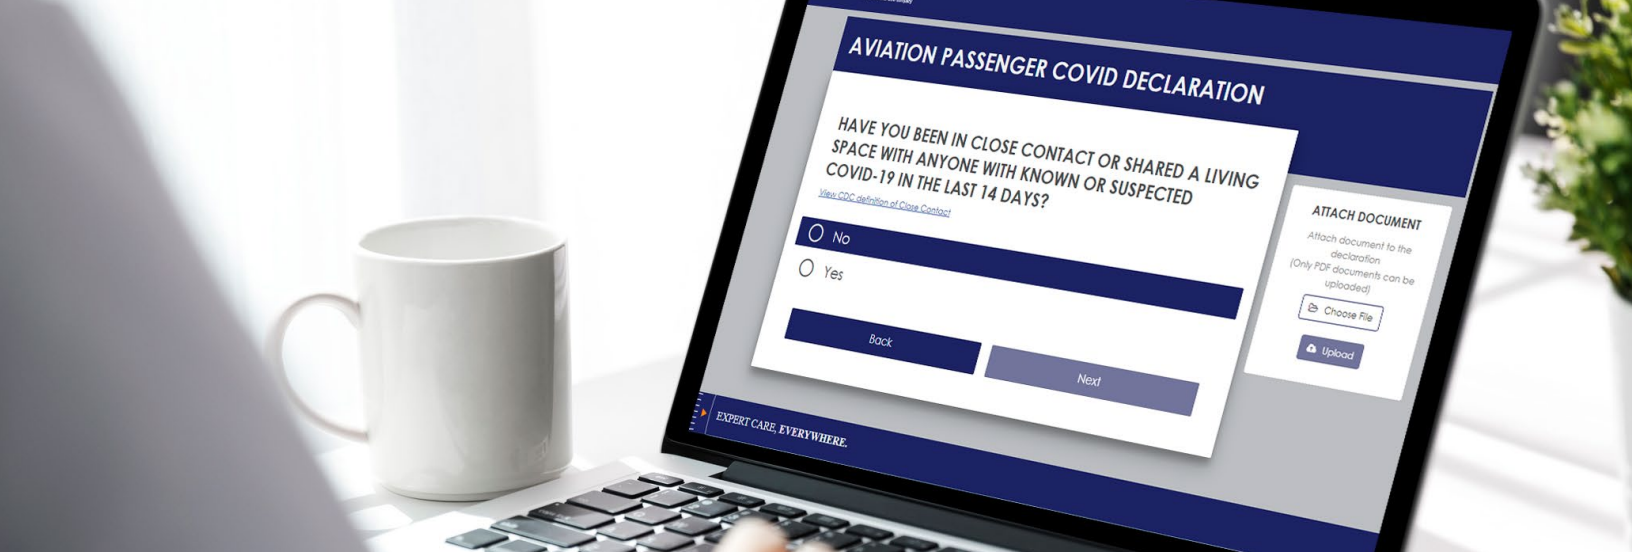 AVIATION PASSENGER COVID DECLARATION
HAVE YOU BEEN IN CLOSE CONTACT OR SHARED A LIVING
SPACE WITH ANYONE WITH KNOWN OR SUSPECTED
COVID-19 IN THE LAST 14 DAYS?
View CDC definition of Close Contact
No
Yes
Back
Next
ATTACH DOCUMENT
Attach document to the
declaration
(Only PDF documents can be
uploaded)
Choose File
Upload
EXPERT CARE, EVERYWHERE.